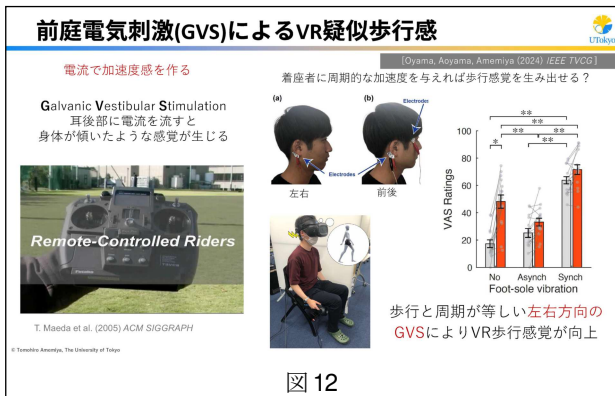 前庭電気刺激(GVS)によるVR疑似歩行感
UTokyo
[Oyama, Aoyama, Amemiya (2024) IEEE TVCG]
電流で加速度感を作る
Galvanic Vestibular Stimulation
耳後部に電流を流すと
身体が傾いたような感覚が生じる
Remote-Controlled Riders
T. Maeda et al. (2005) ACM SIGGRAPH
着座者に周期的な加速度を与えれば歩行感覚を生み出せる？
(a)
(b)
Electrodes
Electrodes
左右
前後
VAS Ratings
100
80
60
40
20
0
**
**
**
**
*
**
No
Asynch
Synch
Foot-sole vibration
歩行と周期が等しい左右方向の
GVSによりVR歩行感覚が向上
© Tomohiro Amemiya, The University of Tokyo
図 12